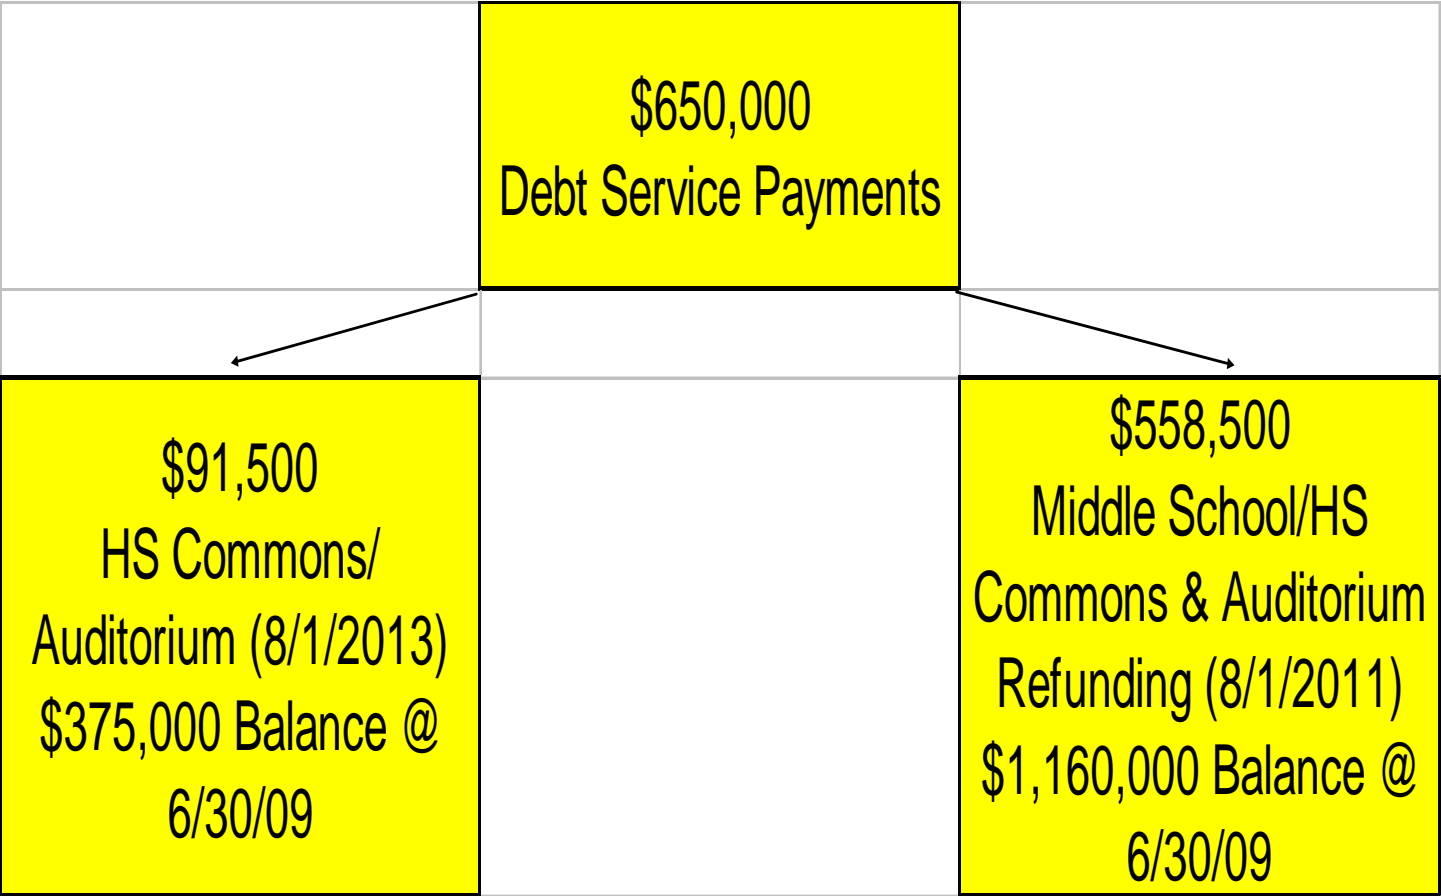 $650,000
Debt Service Payments
$91,500
HS Commons/
Auditorium (8/1/2013)
$375,000 Balance @
6/30/09
$558,500
Middle School/HS
Commons & Auditorium
Refunding (8/1/2011)
$1,160,000 Balance @
6/30/09